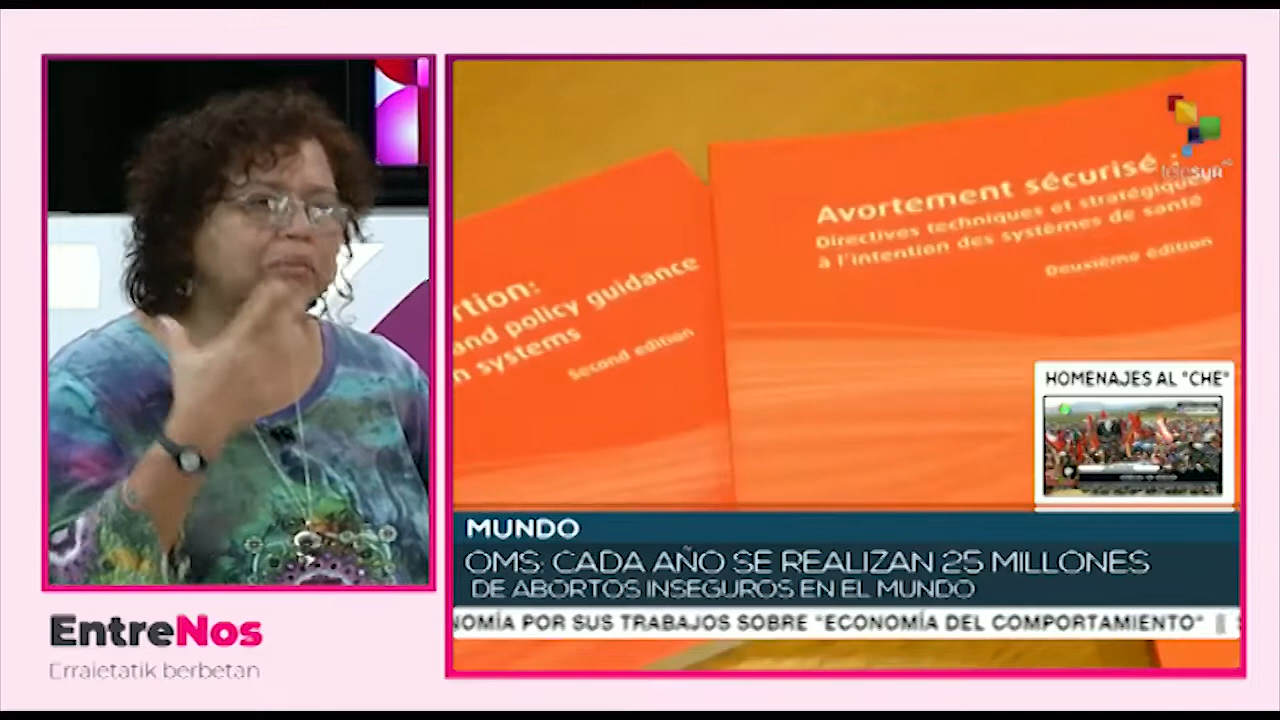 Avortement sécurisé :
Directives techniques et stratégiques
à l'intention des systèmes de santé
Deuxième édition
rtion:
and policy guidance
n systems
Second edition
teleSUR
HOMENAJES AL "CHE"
MUNDO
OMS: CADA AÑO SE REALIZAN 25 MILLONES
DE ABORTOS INSEGUROS EN EL MUNDO
NOMÍA POR SUS TRABAJOS SOBRE "ECONOMÍA DEL COMPORTAMIENTO" ||
EntreNos
Erraietatik berbetan